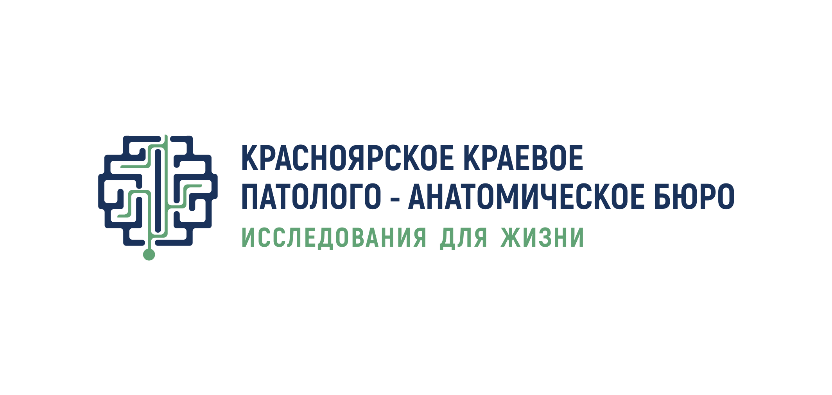 КРАСНОЯРСКОЕ КРАЕВОЕ
ПАТОЛОГО - АНАТОМИЧЕСКОЕ БЮРО
ИССЛЕДОВАНИЯ ДЛЯ ЖИЗНИ